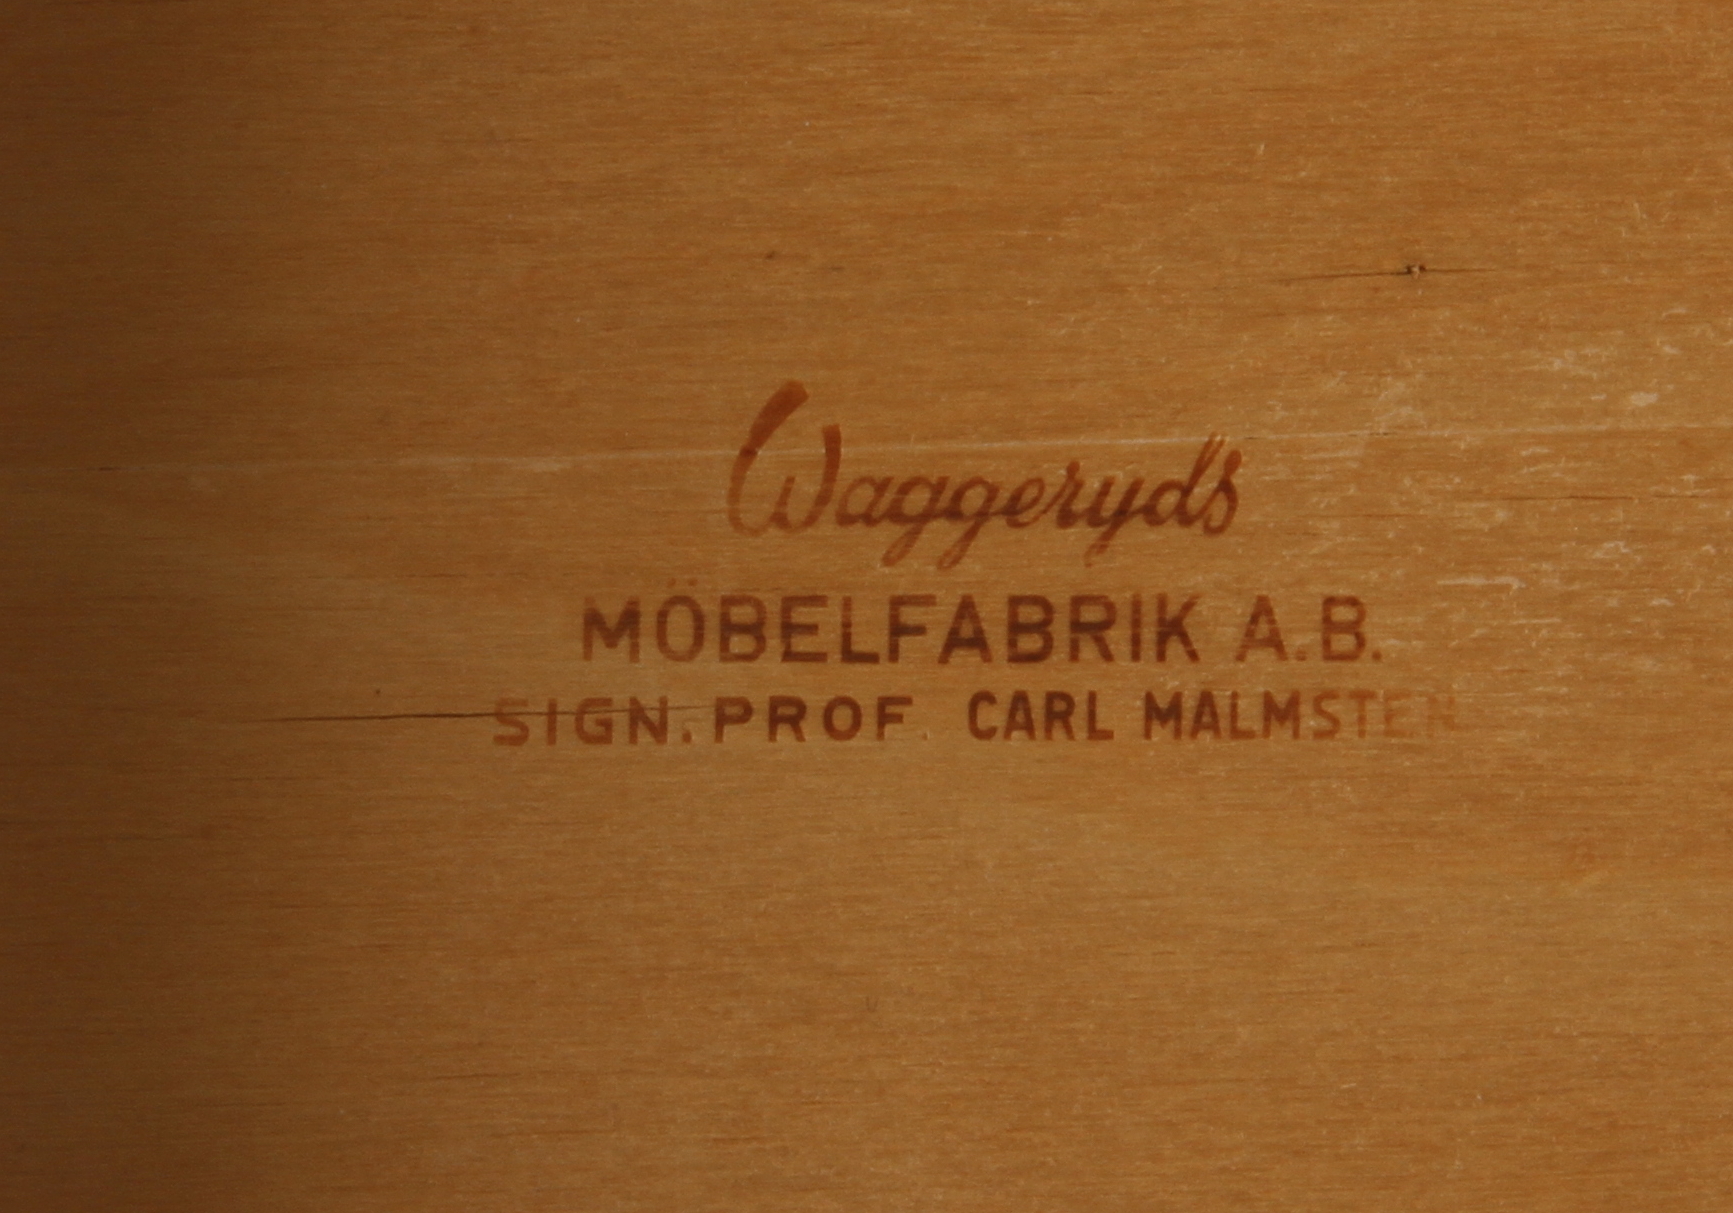 Waggeryds
MÖBELFABRIK A.B.
SIGN. PROF. CARL MALMSTEN